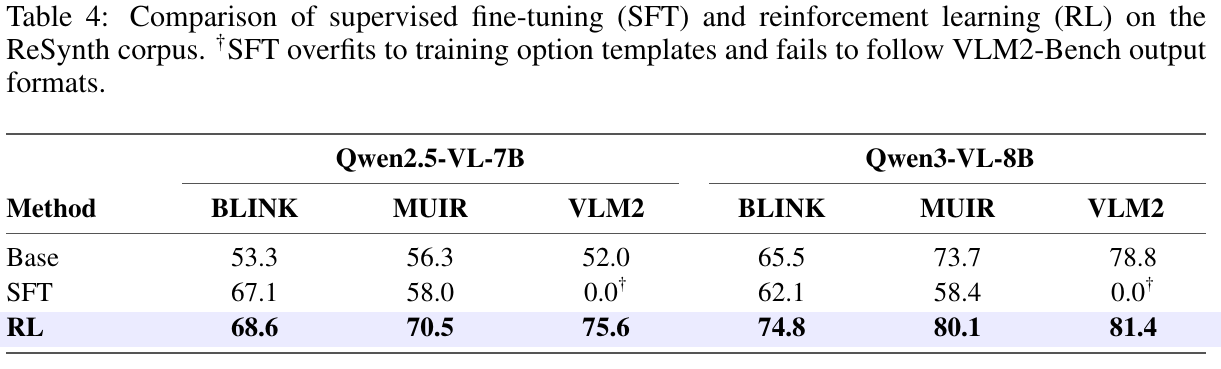 Table 4: Comparison of supervised fine-tuning (SFT) and reinforcement learning (RL) on the
ReSynth corpus. †SFT overfits to training option templates and fails to follow VLM2-Bench output
formats.
Qwen2.5-VL-7B Qwen3-VL-8B
Method BLINK MUIR VLM2 BLINK MUIR VLM2
Base 53.3 56.3 52.0 65.5 73.7 78.8
SFT 67.1 58.0 0.0† 62.1 58.4 0.0†
RL 68.6 70.5 75.6 74.8 80.1 81.4